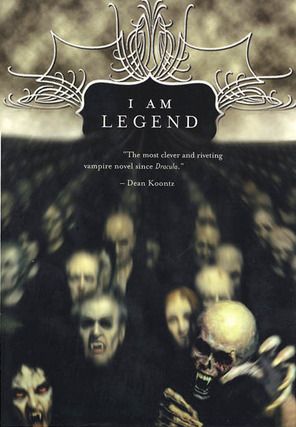 I AM
LEGEND
"The most clever and riveting
vampire novel since Dracula."
– Dean Koontz